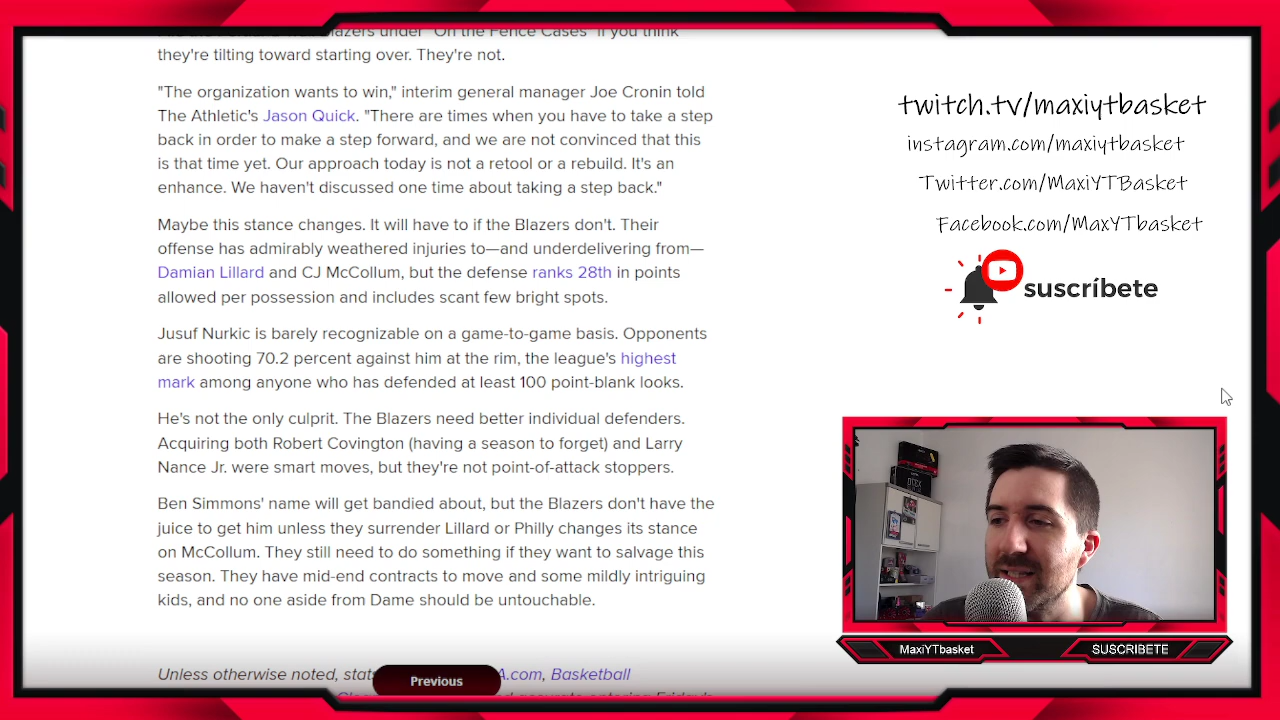 Blazers under "On the Fence Cases" if you think
they're tilting toward starting over. They're not.
"The organization wants to win," interim general manager Joe Cronin told
The Athletic's Jason Quick. "There are times when you have to take a step
back in order to make a step forward, and we are not convinced that this
is that time yet. Our approach today is not a retool or a rebuild. It's an
enhance. We haven't discussed one time about taking a step back."
Maybe this stance changes. It will have to if the Blazers don't. Their
offense has admirably weathered injuries to—and underdelivering from—
Damian Lillard and CJ McCollum, but the defense ranks 28th in points
allowed per possession and includes scant few bright spots.
Jusuf Nurkic is barely recognizable on a game-to-game basis. Opponents
are shooting 70.2 percent against him at the rim, the league's highest
mark among anyone who has defended at least 100 point-blank looks.
He's not the only culprit. The Blazers need better individual defenders.
Acquiring both Robert Covington (having a season to forget) and Larry
Nance Jr. were smart moves, but they're not point-of-attack stoppers.
Ben Simmons' name will get bandied about, but the Blazers don't have the
juice to get him unless they surrender Lillard or Philly changes its stance
on McCollum. They still need to do something if they want to salvage this
season. They have mid-end contracts to move and some mildly intriguing
kids, and no one aside from Dame should be untouchable.
Unless otherwise noted, stats A.com, Basketball
Previous
twitch.tv/maxiytbasket
instagram.com/maxiytbasket
Twitter.com/MaxiYTBasket
Facebook.com/MaxYTbasket
suscríbete
MaxiYTbasket
SUSCRIBETE